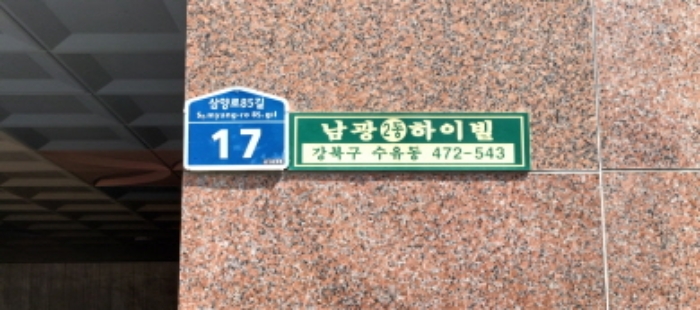 삼양로85길
Samyang-ro 85-gil
17
남광 2동 하이빌
강북구 수유동 472-543